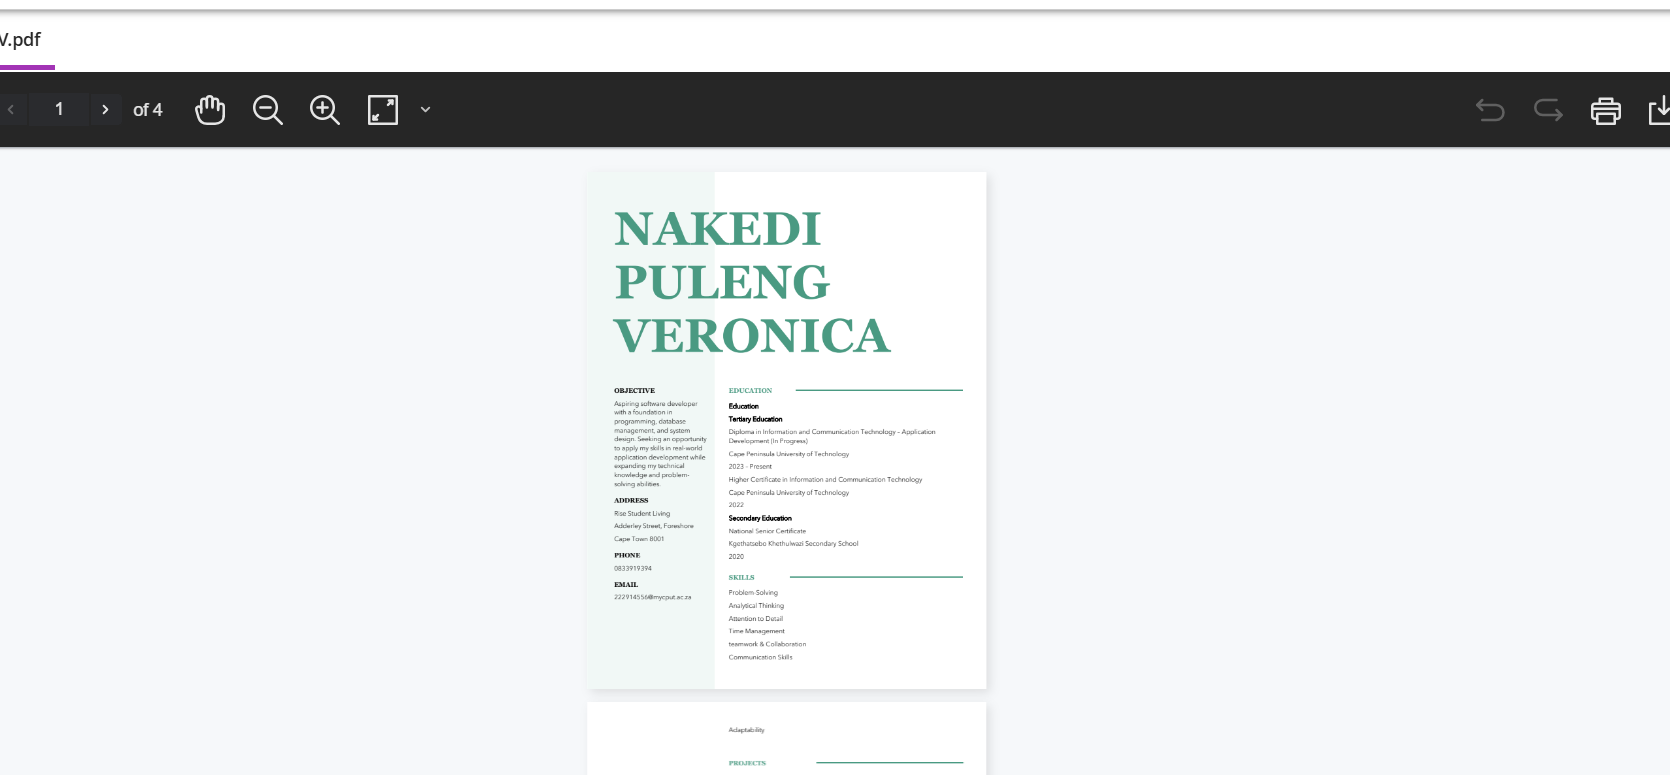 V.pdf
1 of 4
NAKEDI
PULENG
VERONICA
OBJECTIVE
Aspiring software developer
with a foundation in
programming, database
management, and system
design. Seeking an opportunity
to apply my skills in real-world
application development while
expanding my technical
knowledge and problem-
solving abilities.
ADDRESS
Rise Student Living
Adderley Street, Foreshore
Cape Town 8001
PHONE
0833919394
EMAIL
222914556@mycput.ac.za
EDUCATION
Education
Tertiary Education
Diploma in Information and Communication Technology – Application
Development (In Progress)
Cape Peninsula University of Technology
2023 - Present
Higher Certificate in Information and Communication Technology
Cape Peninsula University of Technology
2022
Secondary Education
National Senior Certificate
Kgethatsebo Khethulwazi Secondary School
2020
SKILLS
Problem-Solving
Analytical Thinking
Attention to Detail
Time Management
teamwork & Collaboration
Communication Skills
Adaptability
PROJECTS